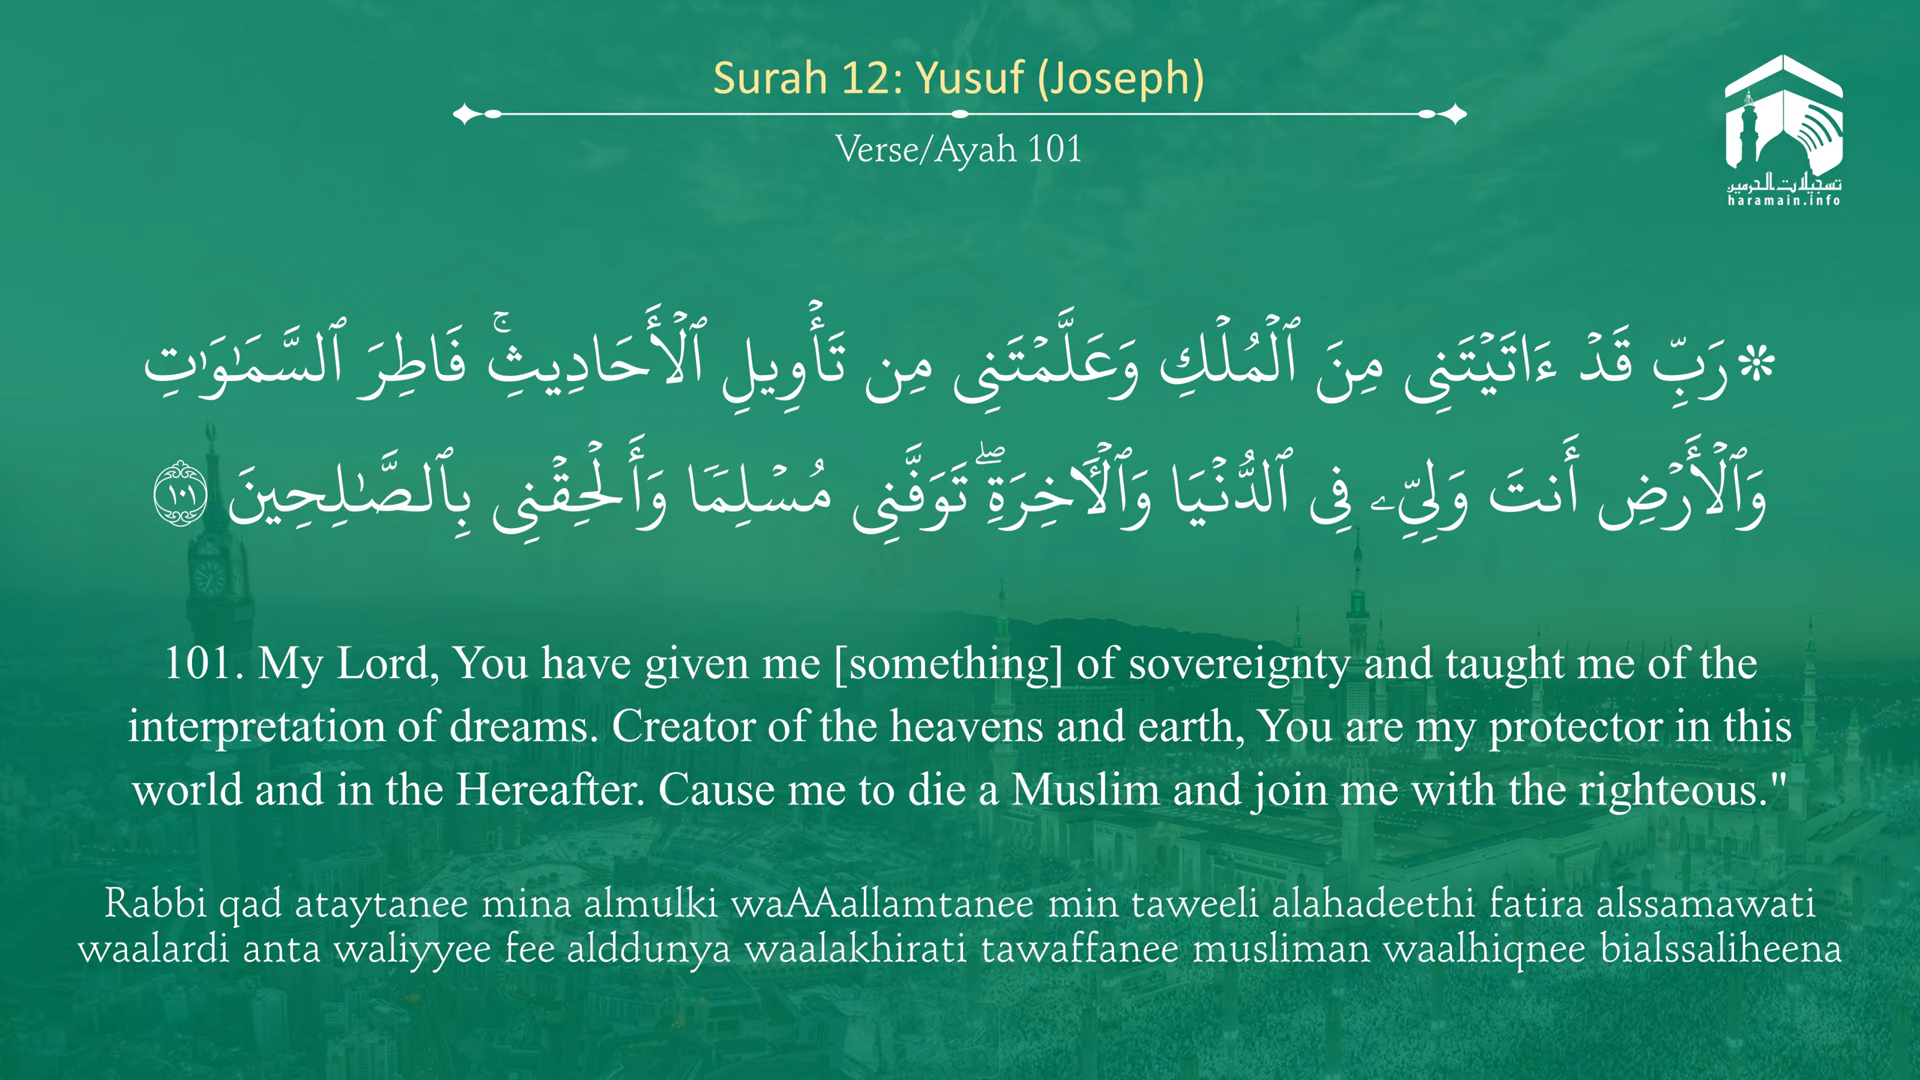 Surah 12: Yusuf (Joseph)
Verse/Ayah 101
تسجيلات الحرمين
haramain.info
۞ رَبِّ قَدۡ ءَاتَيۡتَنِي مِنَ ٱلۡمُلۡكِ وَعَلَّمۡتَنِي مِن تَأۡوِيلِ ٱلۡأَحَادِيثِۚ فَاطِرَ ٱلسَّمَٰوَٰتِ
وَٱلۡأَرۡضِ أَنتَ وَلِيِّۦ فِي ٱلدُّنۡيَا وَٱلۡأٓخِرَةِۖ تَوَفَّنِي مُسۡلِمٗا وَأَلۡحِقۡنِي بِٱلصَّٰلِحِينَ ١٠١
101. My Lord, You have given me [something] of sovereignty and taught me of the
interpretation of dreams. Creator of the heavens and earth, You are my protector in this
world and in the Hereafter. Cause me to die a Muslim and join me with the righteous."
Rabbi qad ataytanee mina almulki waAAallamtanee min taweeli alahadeethi fatira alssamawati
waalardi anta waliyyee fee alddunya waalakhirati tawaffanee musliman waalhiqnee bialssaliheena